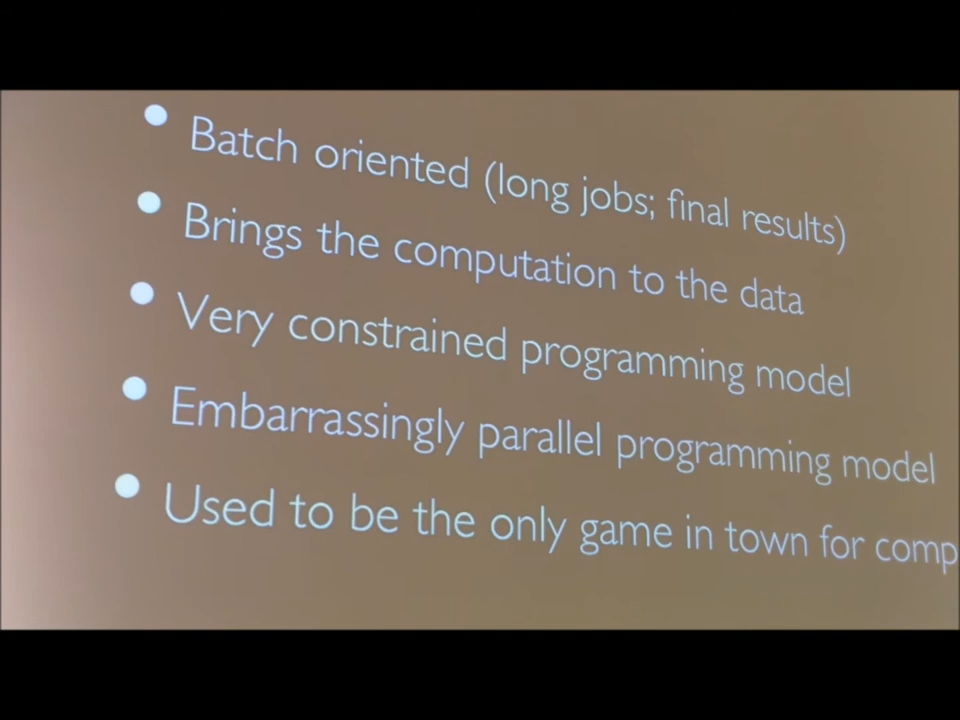 • Batch oriented (long jobs; final results)
• Brings the computation to the data
• Very constrained programming model
• Embarrassingly parallel programming model
• Used to be the only game in town for comp